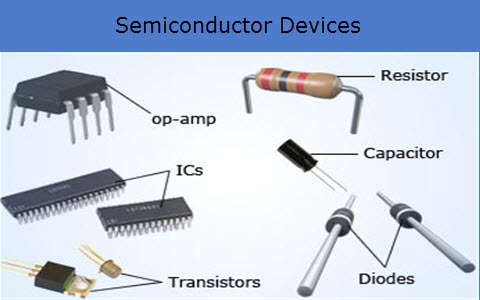 Semiconductor Devices
Resistor
op-amp
Capacitor
ICs
Diodes
Transistors